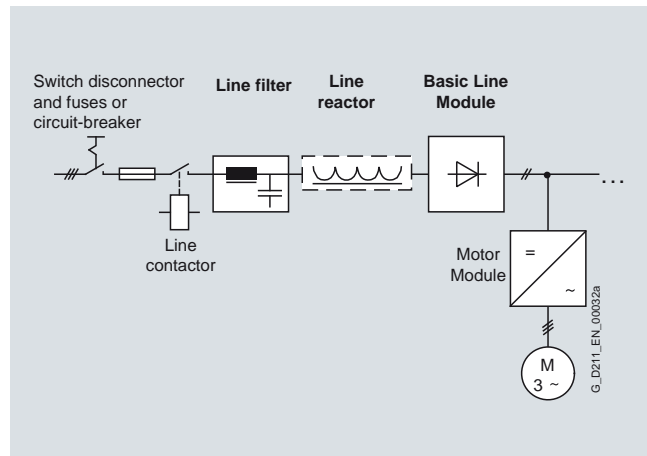 Switch disconnector
and fuses or
circuit-breaker
Line filter
Line
reactor
Basic Line
Module
Line
contactor
Motor
Module
=
~
M
3 ~
...
G_D211_EN_00032a